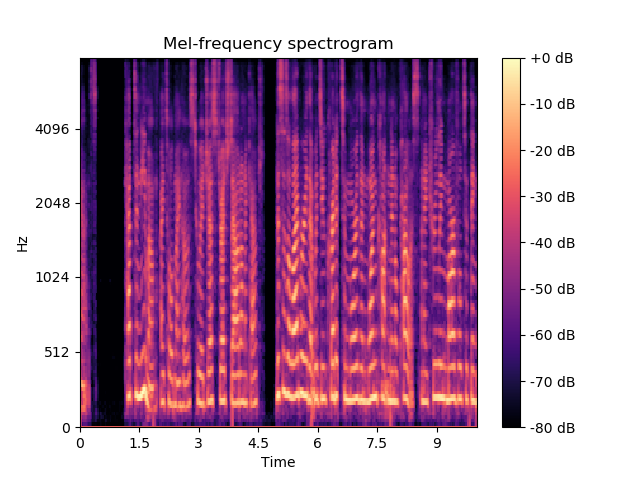 Mel-frequency spectrogram
+0 dB
4096
-10 dB
-20 dB
2048
-30 dB
Hz
-40 dB
1024
-50 dB
512
-60 dB
-70 dB
0
-80 dB
0 1.5 3 4.5 6 7.5 9
Time